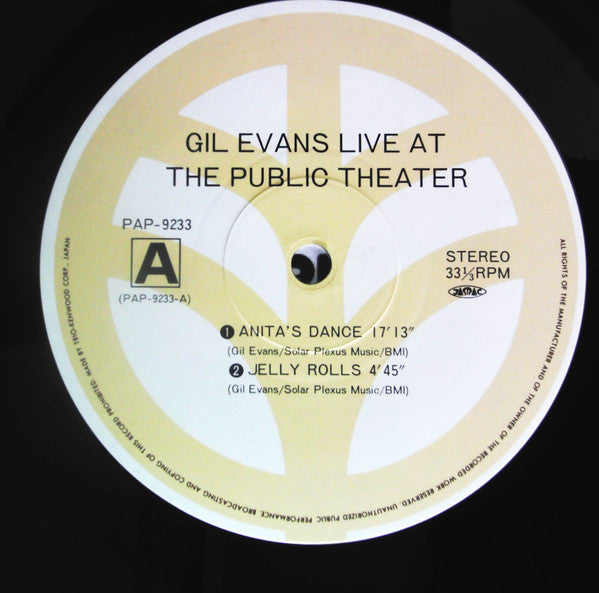 GIL EVANS LIVE AT
THE PUBLIC THEATER
PAP-9233
A
(PAP-9233-A)
STEREO
33⅓RPM
JASRAC
❶ ANITA'S DANCE 17'13"
(Gil Evans/Solar Plexus Music/BMI)
❷ JELLY ROLLS 4'45"
(Gil Evans/Solar Plexus Music/BMI)
ALL RIGHTS OF THE MANUFACTURER AND OF THE OWNER OF THE RECORDED WORK RESERVED. UNAUTHORIZED PUBLIC PERFORMANCE, BROADCASTING AND COPYING OF THIS RECORD PROHIBITED. MADE BY TRIO-KENWOOD CORP., JAPAN